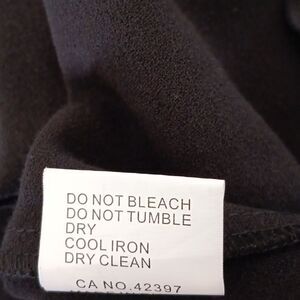 DO NOT BLEACH
DO NOT TUMBLE
DRY
COOL IRON
DRY CLEAN
CA NO.42397